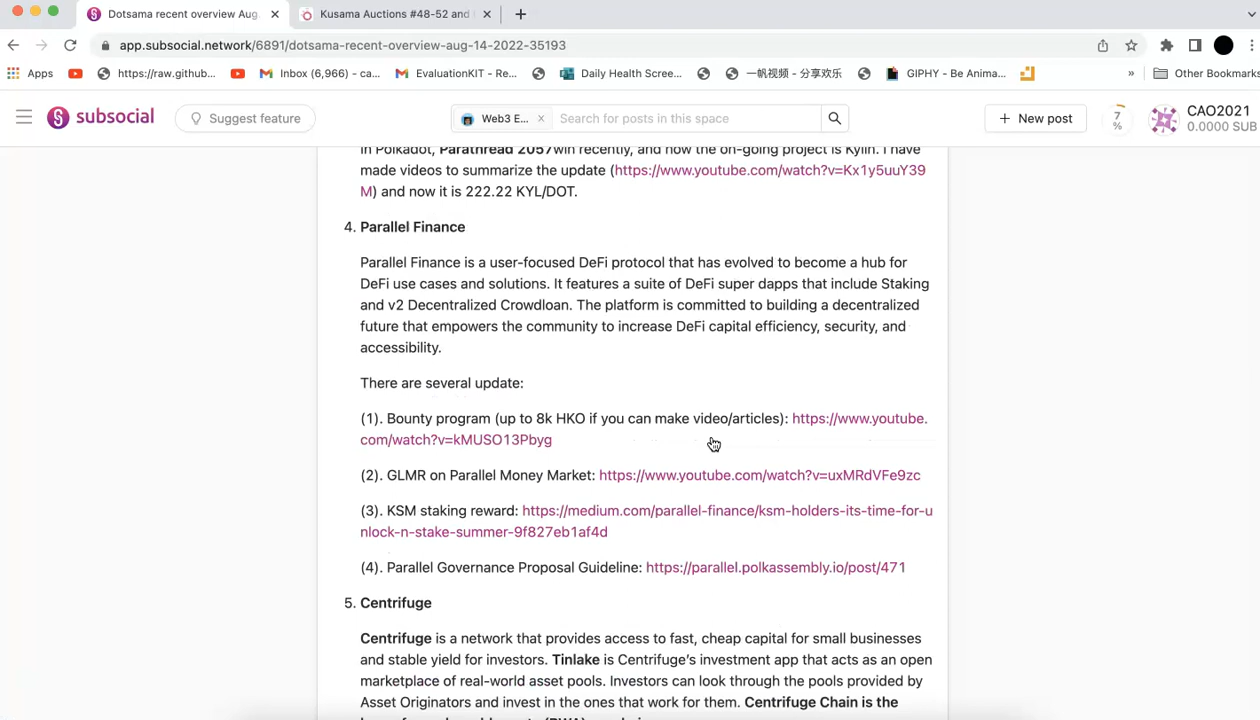 Dotsama recent overview Aug
Kusama Auctions #48-52 and
app.subsocial.network/6891/dotsama-recent-overview-aug-14-2022-35193
Apps
https://raw.github...
Inbox (6,966) – ca...
EvaluationKIT - Re...
Daily Health Scree...
一帆视频 - 分享欢乐
GIPHY - Be Anima...
»
Other Bookmarks
subsocial
Suggest feature
Web3 E...
Search for posts in this space
New post
7
%
CAO2021
0.0000 SUB
in Polkadot, Parathread 2057win recently, and now the on-going project is Kylin. I have
made videos to summarize the update (https://www.youtube.com/watch?v=Kx1y5uuY39
M) and now it is 222.22 KYL/DOT.
4. Parallel Finance
Parallel Finance is a user-focused DeFi protocol that has evolved to become a hub for
DeFi use cases and solutions. It features a suite of DeFi super dapps that include Staking
and v2 Decentralized Crowdloan. The platform is committed to building a decentralized
future that empowers the community to increase DeFi capital efficiency, security, and
accessibility.
There are several update:
(1). Bounty program (up to 8k HKO if you can make video/articles): https://www.youtube.
com/watch?v=kMUSO13Pbyg
(2). GLMR on Parallel Money Market: https://www.youtube.com/watch?v=uxMRdVFe9zc
(3). KSM staking reward: https://medium.com/parallel-finance/ksm-holders-its-time-for-u
nlock-n-stake-summer-9f827eb1af4d
(4). Parallel Governance Proposal Guideline: https://parallel.polkassembly.io/post/471
5. Centrifuge
Centrifuge is a network that provides access to fast, cheap capital for small businesses
and stable yield for investors. Tinlake is Centrifuge's investment app that acts as an open
marketplace of real-world asset pools. Investors can look through the pools provided by
Asset Originators and invest in the ones that work for them. Centrifuge Chain is the